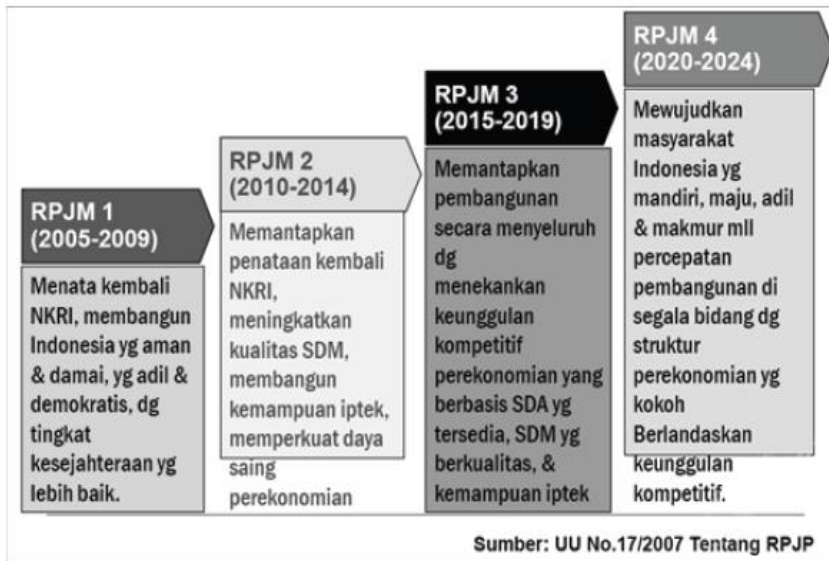 RPJM 1
(2005-2009)
Menata kembali
NKRI, membangun
Indonesia yg aman
& damai, yg adil &
demokratis, dg
tingkat
kesejahteraan yg
lebih baik.
RPJM 2
(2010-2014)
Memantapkan
penataan kembali
NKRI,
meningkatkan
kualitas SDM,
membangun
kemampuan iptek,
memperkuat daya
saing
perekonomian
RPJM 3
(2015-2019)
Memantapkan
pembangunan
secara menyeluruh
dg
menekankan
keunggulan
kompetitif
perekonomian yang
berbasis SDA yg
tersedia, SDM yg
berkualitas, &
kemampuan iptek
RPJM 4
(2020-2024)
Mewujudkan
masyarakat
Indonesia yg
mandiri, maju, adil
& makmur mll
percepatan
pembangunan di
segala bidang dg
struktur
perekonomian yg
kokoh
Berlandaskan
keunggulan
kompetitif.
Sumber: UU No.17/2007 Tentang RPJP